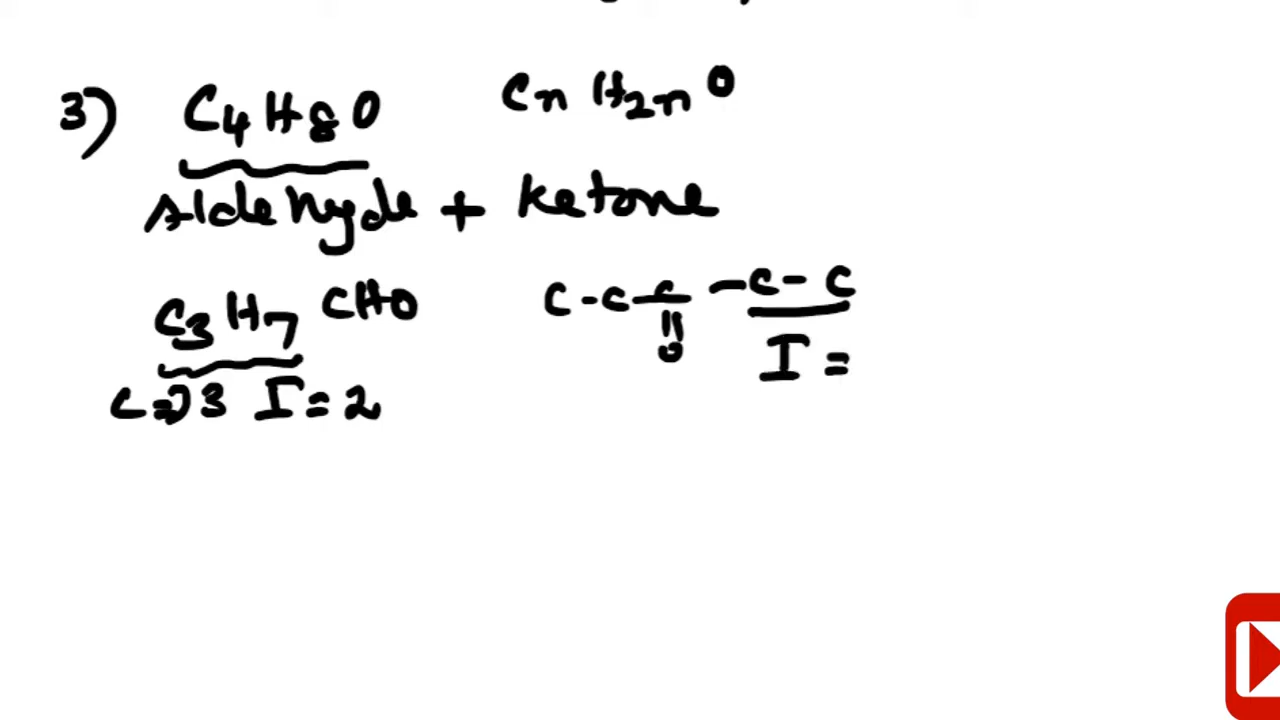 3) C4H8O CnH2nO
Aldehyde + ketone
C3H7 CHO C-C-C-C-C
||
O
C=)3 I=2 I=